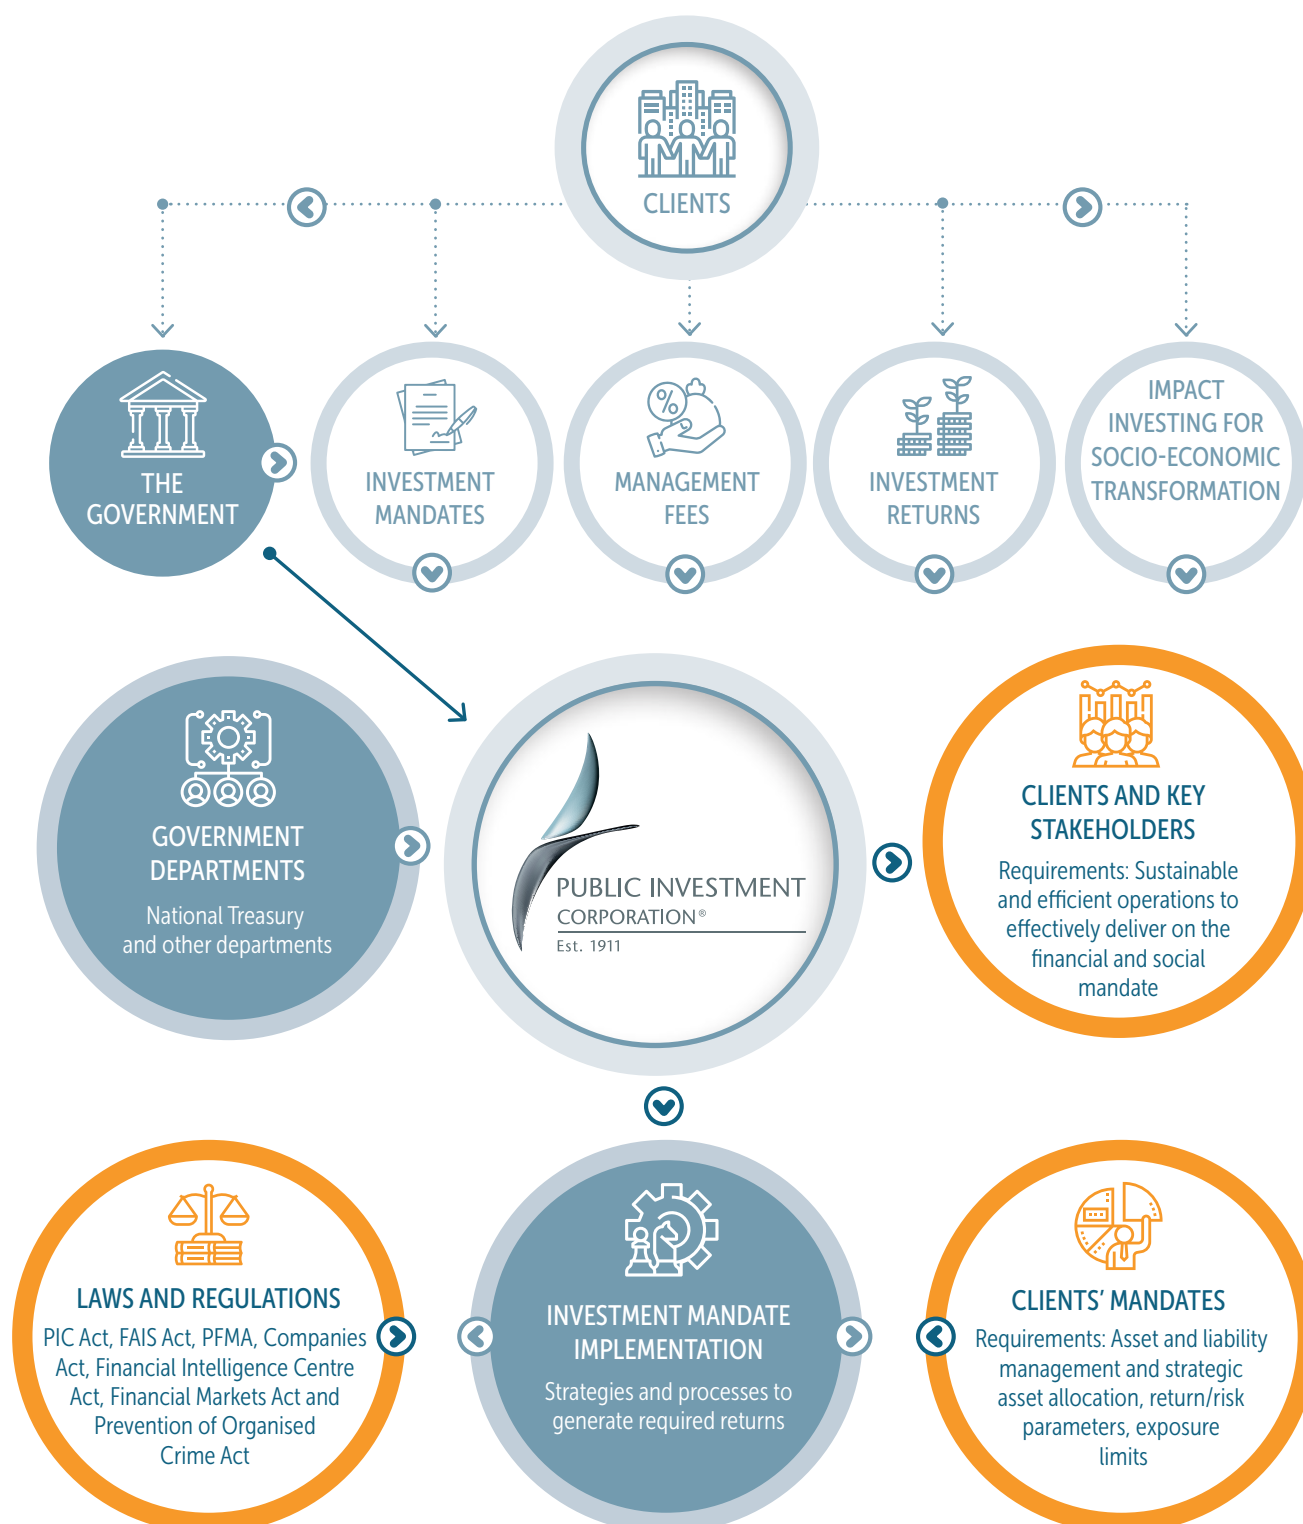 CLIENTS
THE
GOVERNMENT
INVESTMENT
MANDATES
MANAGEMENT
FEES
INVESTMENT
RETURNS
IMPACT
INVESTING FOR
SOCIO-ECONOMIC
TRANSFORMATION
GOVERNMENT
DEPARTMENTS
National Treasury
and other departments
PUBLIC INVESTMENT
CORPORATION®
Est. 1911
CLIENTS AND KEY
STAKEHOLDERS
Requirements: Sustainable
and efficient operations to
effectively deliver on the
financial and social
mandate
LAWS AND REGULATIONS
PIC Act, FAIS Act, PFMA, Companies
Act, Financial Intelligence Centre
Act, Financial Markets Act and
Prevention of Organised
Crime Act
INVESTMENT MANDATE
IMPLEMENTATION
Strategies and processes to
generate required returns
CLIENTS' MANDATES
Requirements: Asset and liability
management and strategic
asset allocation, return/risk
parameters, exposure
limits